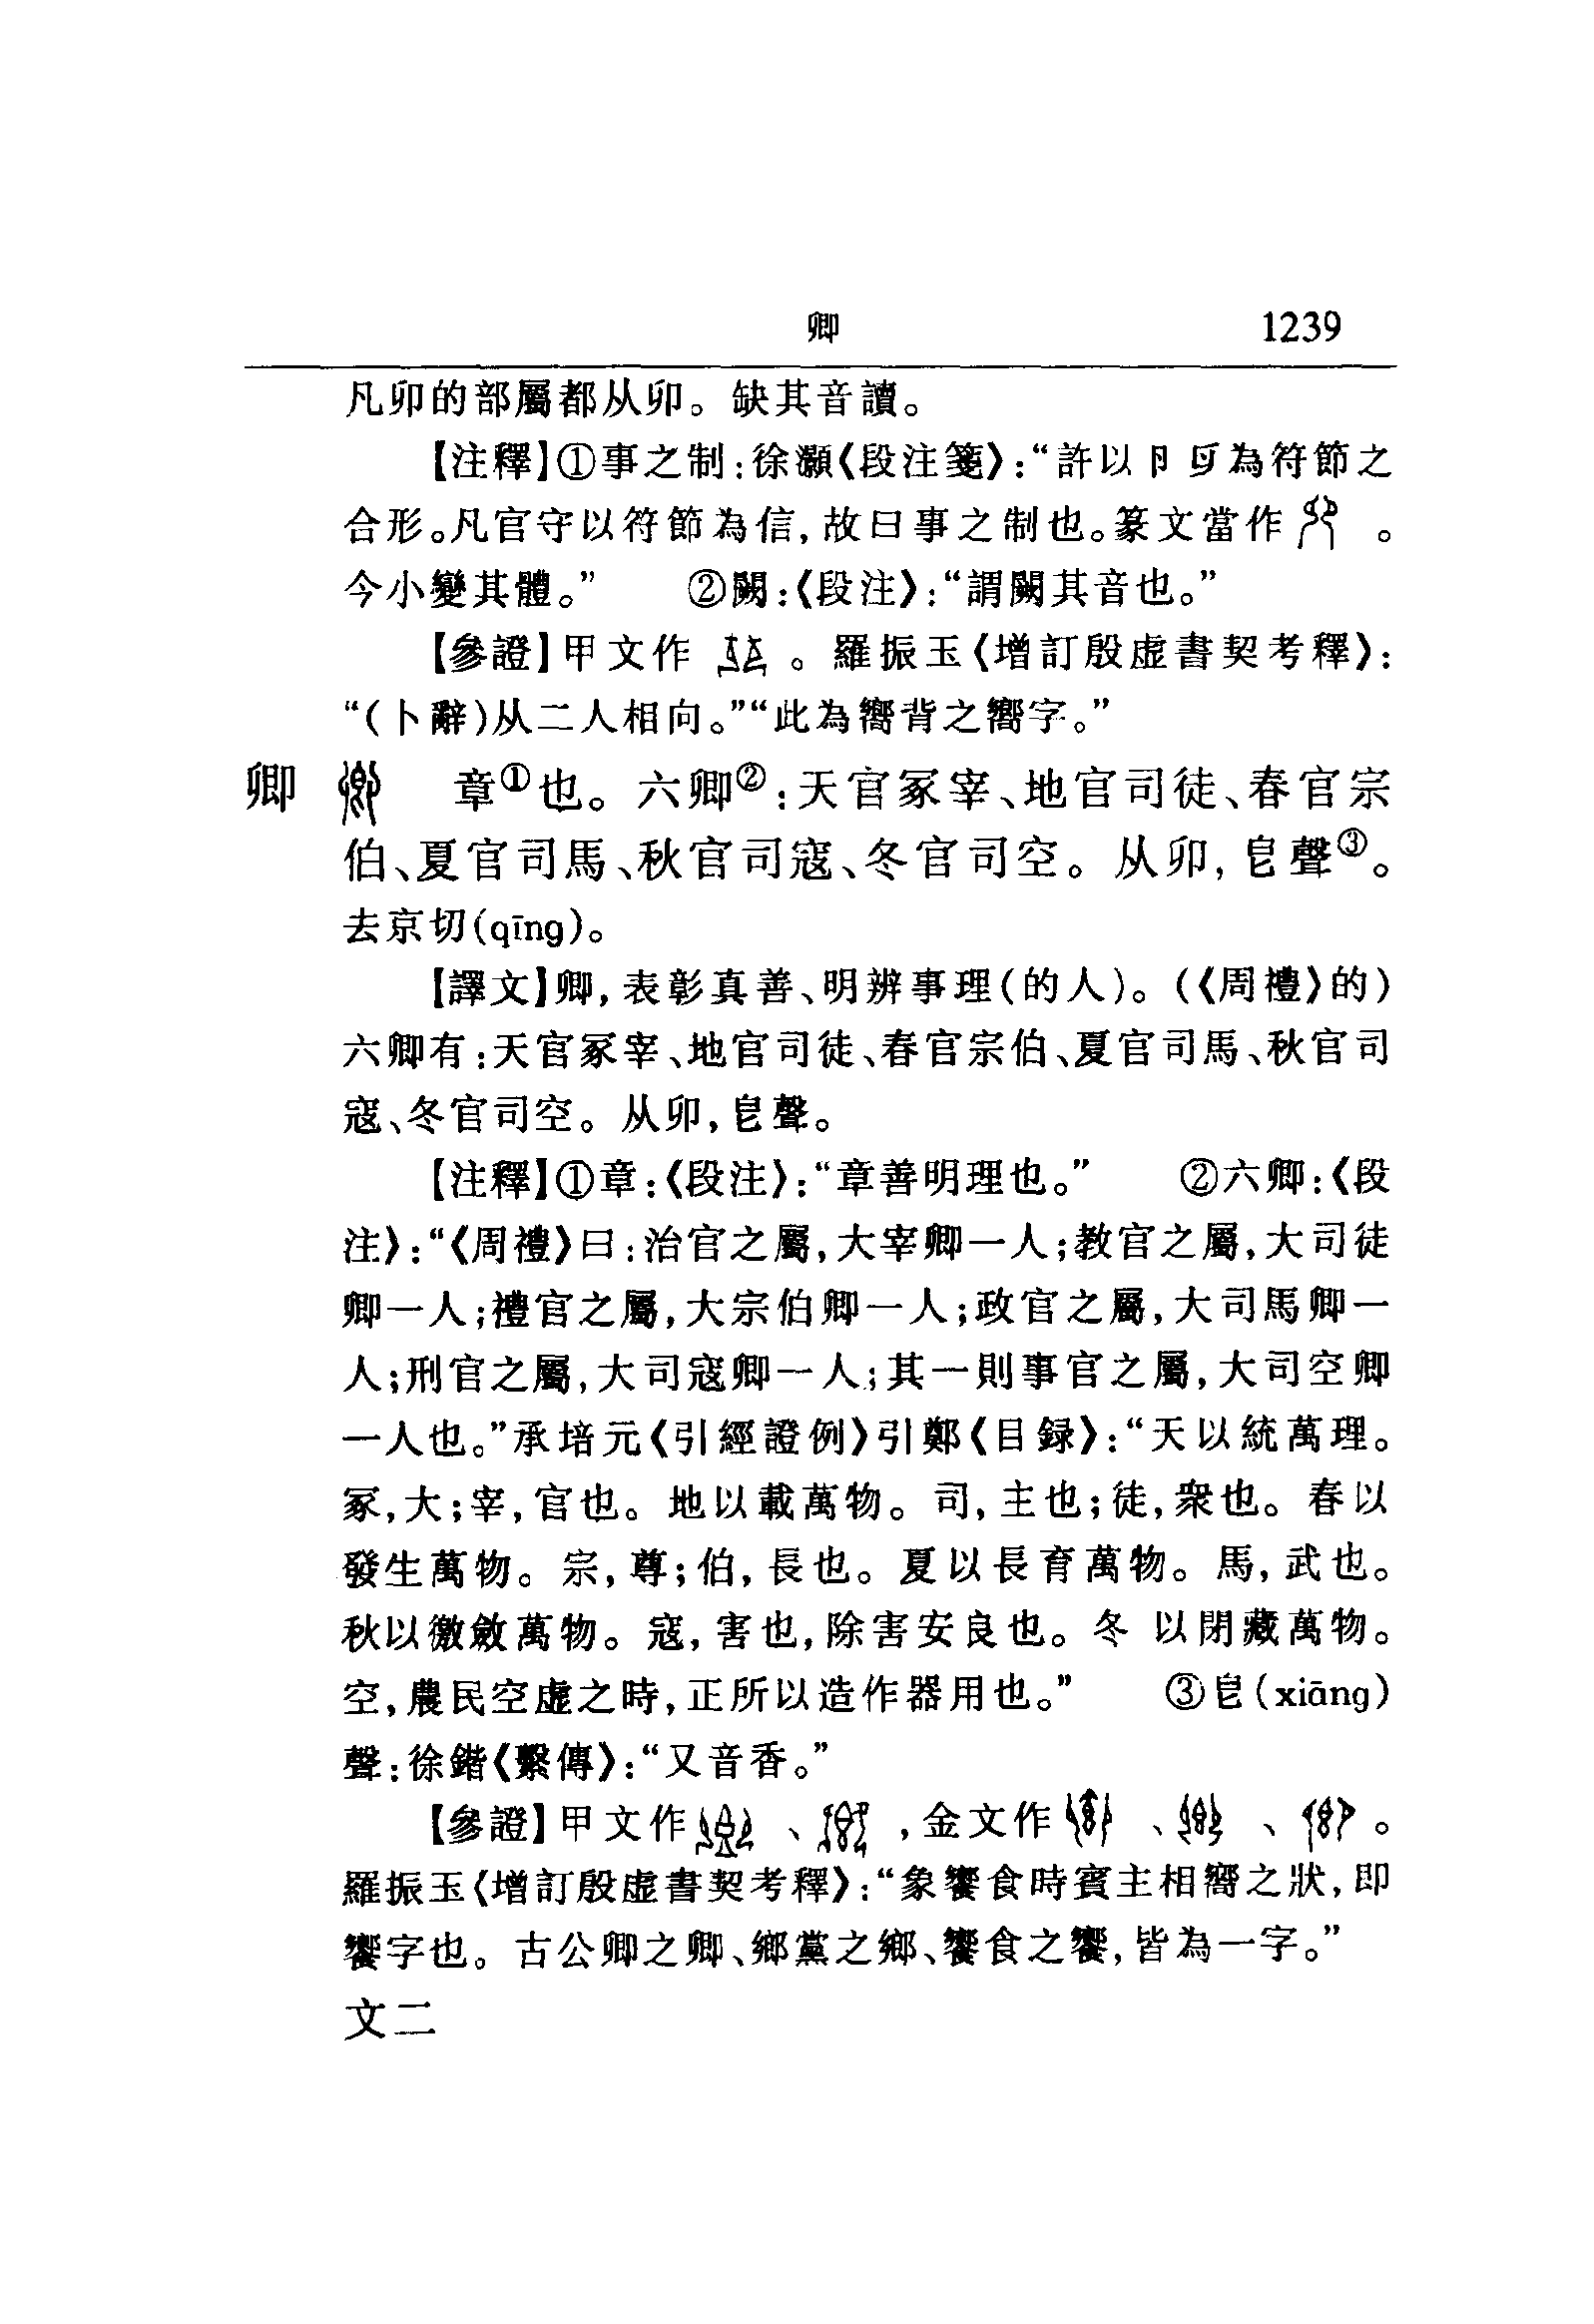 卿 1239
凡卯的部屬都从卯。缺其音讀。
【注釋】①事之制：徐灝《段注箋》：“許以卪𠨎為符節之
合形。凡官守以符節為信，故曰事之制也。篆文當作 。
今小變其體。” ②闕：《段注》：“謂闕其音也。”
【參證】甲文作 。羅振玉《增訂殷虛書契考釋》：
“(卜辭)从二人相向。”“此為嚮背之嚮字。”
卿 章①也。六卿②：天官冢宰、地官司徒、春官宗
伯、夏官司馬、秋官司寇、冬官司空。从卯，皀聲③。
去京切(qīng)。
【譯文】卿，表彰真善、明辨事理(的人)。(《周禮》的)
六卿有：天官冢宰、地官司徒、春官宗伯、夏官司馬、秋官司
寇、冬官司空。从卯，皀聲。
【注釋】①章：《段注》：“章善明理也。” ②六卿：《段
注》：“《周禮》曰：治官之屬，大宰卿一人；教官之屬，大司徒
卿一人；禮官之屬，大宗伯卿一人；政官之屬，大司馬卿一
人；刑官之屬，大司寇卿一人；其一則事官之屬，大司空卿
一人也。”承培元《引經證例》引鄭《目録》：“天以統萬理。
冢，大；宰，官也。地以載萬物。司，主也；徒，衆也。春以
發生萬物。宗，尊；伯，長也。夏以長育萬物。馬，武也。
秋以徼斂萬物。寇，害也，除害安良也。冬 以閉藏萬物。
空，農民空虛之時，正所以造作器用也。” ③皀(xiāng)
聲：徐鍇《繫傳》：“又音香。”
【參證】甲文作 、 ，金文作 、 、 。
羅振玉《增訂殷虛書契考釋》：“象饗食時賓主相嚮之狀，即
饗字也。古公卿之卿、鄉黨之鄉、饗食之饗，皆為一字。”
文二